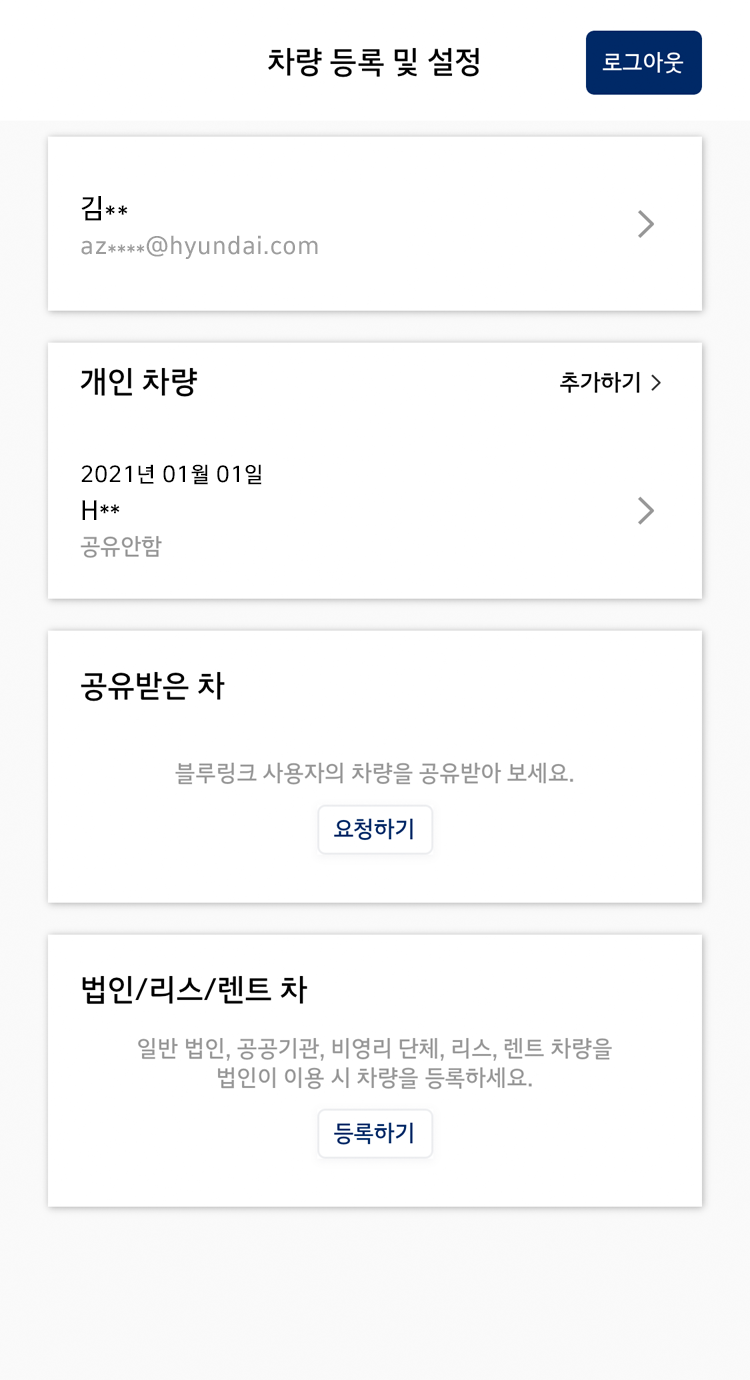 차량 등록 및 설정
로그아웃
김**
az****@hyundai.com
개인 차량
추가하기
2021년 01월 01일
H**
공유안함
공유받은 차
블루링크 사용자의 차량을 공유받아 보세요.
요청하기
법인/리스/렌트 차
일반 법인, 공공기관, 비영리 단체, 리스, 렌트 차량을
법인이 이용 시 차량을 등록하세요.
등록하기